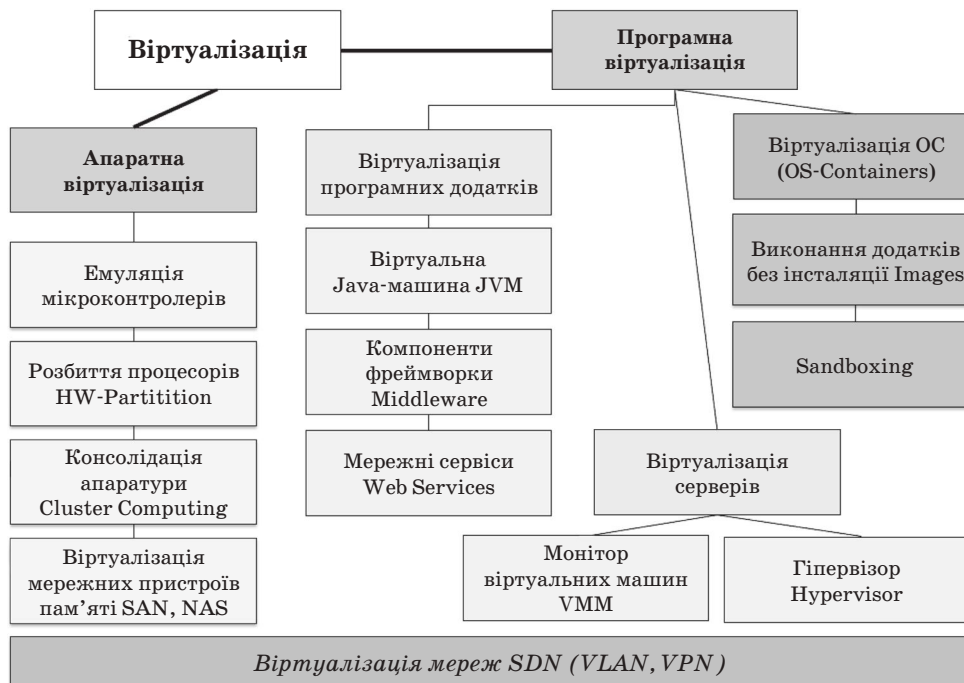 Віртуалізація
Програмна
віртуалізація
Апаратна
віртуалізація
Емуляція
мікроконтролерів
Розбиття процесорів
HW-Partitition
Консолідація
апаратури
Cluster Computing
Віртуалізація
мережних пристроїв
пам’яті SAN, NAS
Віртуалізація
програмних додатків
Віртуальна
Java-машина JVM
Компоненти
фреймворки
Middleware
Мережні сервіси
Web Services
Віртуалізація ОС
(OS-Containers)
Виконання додатків
без інсталяції Images
Sandboxing
Віртуалізація
серверів
Монітор
віртуальних машин
VMM
Гіпервізор
Hypervisor
Віртуалізація мереж SDN (VLAN, VPN)